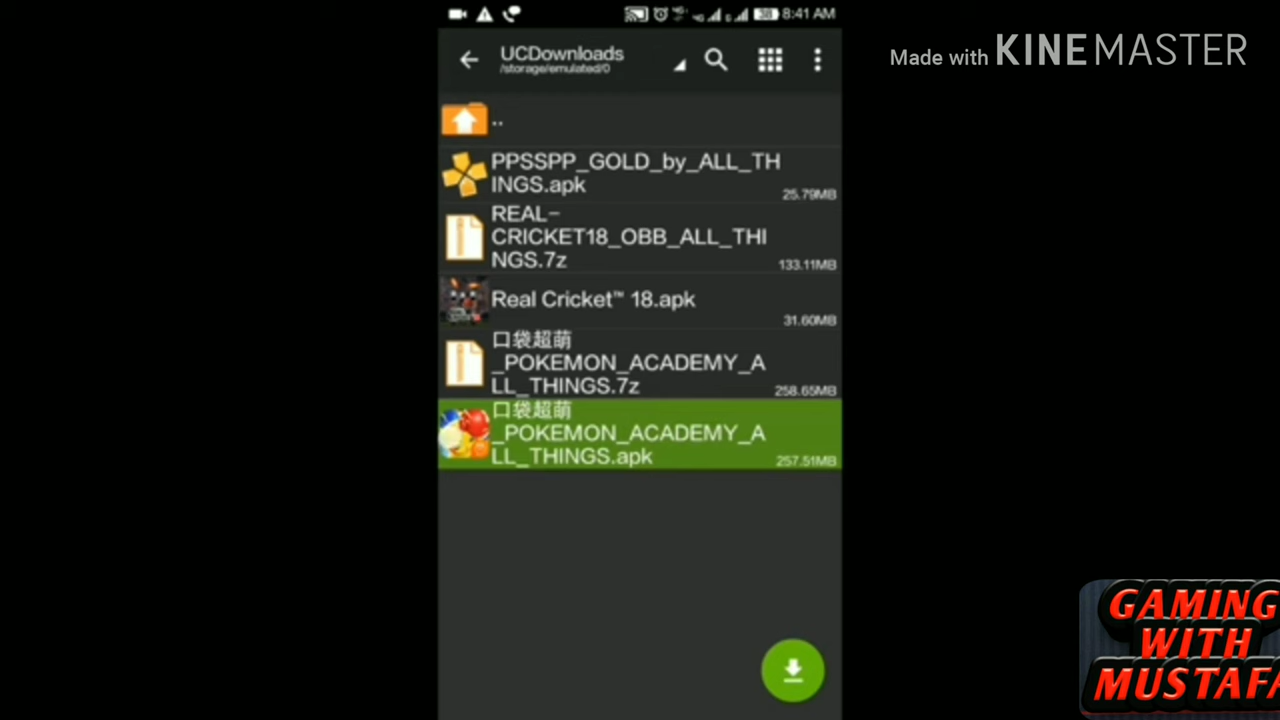 8:41 AM
Made with KINEMASTER
UCDownloads
/storage/emulated/0
..
PPSSPP_GOLD_by_ALL_TH
INGS.apk
25.79MB
REAL-
CRICKET18_OBB_ALL_THI
NGS.7z
133.11MB
Real Cricket™ 18.apk
31.60MB
口袋超萌
_POKEMON_ACADEMY_A
LL_THINGS.7z
258.65MB
口袋超萌
_POKEMON_ACADEMY_A
LL_THINGS.apk
257.51MB
GAMING
WITH
MUSTAFA